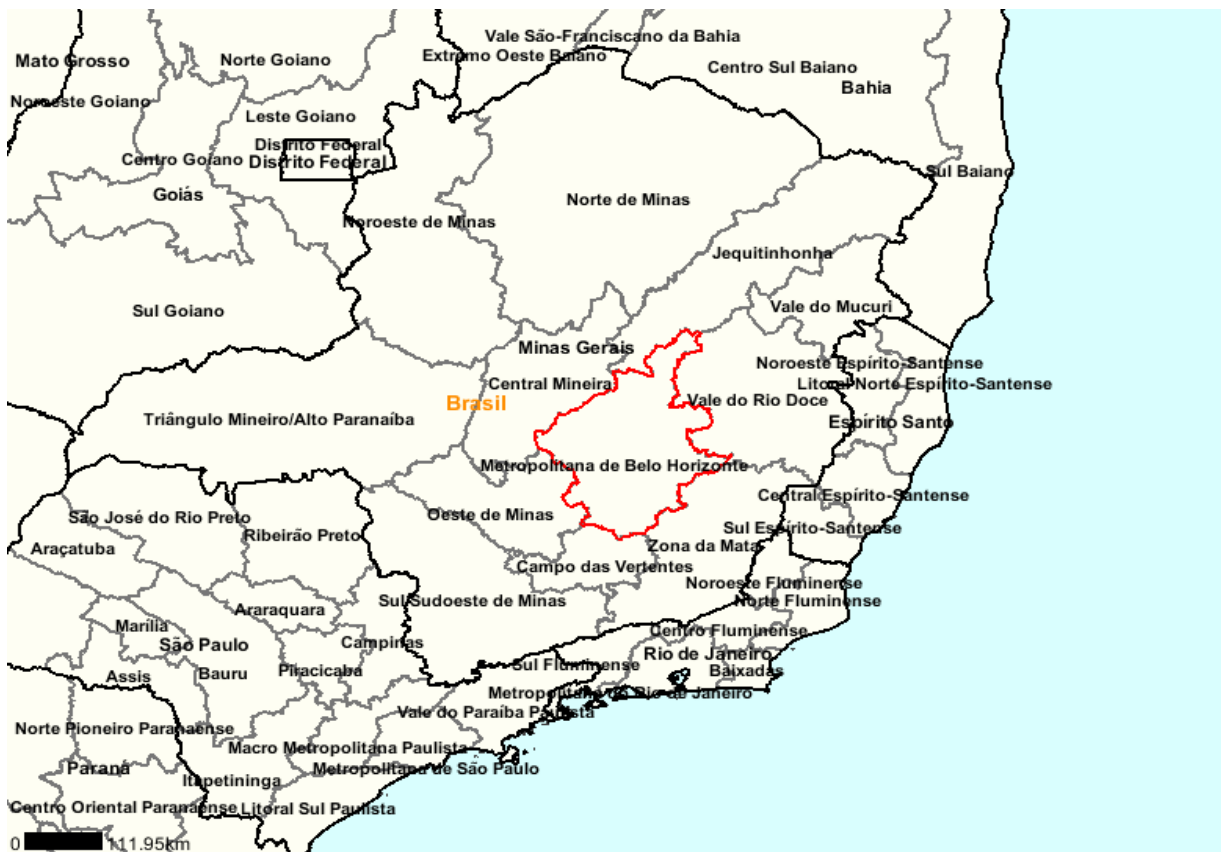 Vale São-Franciscano da Bahia
Extremo Oeste Baiano
Mato Grosso
Norte Goiano
Centro Sul Baiano
Bahia
Noroeste Goiano
Leste Goiano
Distrito Federal
Distrito Federal
Centro Goiano
Sul Baiano
Goiás
Norte de Minas
Noroeste de Minas
Jequitinhonha
Sul Goiano
Vale do Mucuri
Minas Gerais
Noroeste Espírito-Santense
Central Mineira
Litoral Norte Espírito-Santense
Brasil
Vale do Rio Doce
Triângulo Mineiro/Alto Paranaíba
Espírito Santo
Metropolitana de Belo Horizonte
Central Espírito-Santense
São José do Rio Preto
Oeste de Minas
Sul Espírito-Santense
Ribeirão Preto
Araçatuba
Zona da Mata
Campo das Vertentes
Noroeste Fluminense
Sul/Sudoeste de Minas
Norte Fluminense
Araraquara
Marília
Centro Fluminense
São Paulo
Campinas
Rio de Janeiro
Sul Fluminense
Assis
Bauru
Piracicaba
Baixadas
Metropolitana do Rio de Janeiro
Vale do Paraíba Paulista
Norte Pioneiro Paranaense
Macro Metropolitana Paulista
Paraná
Metropolitana de São Paulo
Itapetininga
Centro Oriental Paranaense
Litoral Sul Paulista
0 111.95km